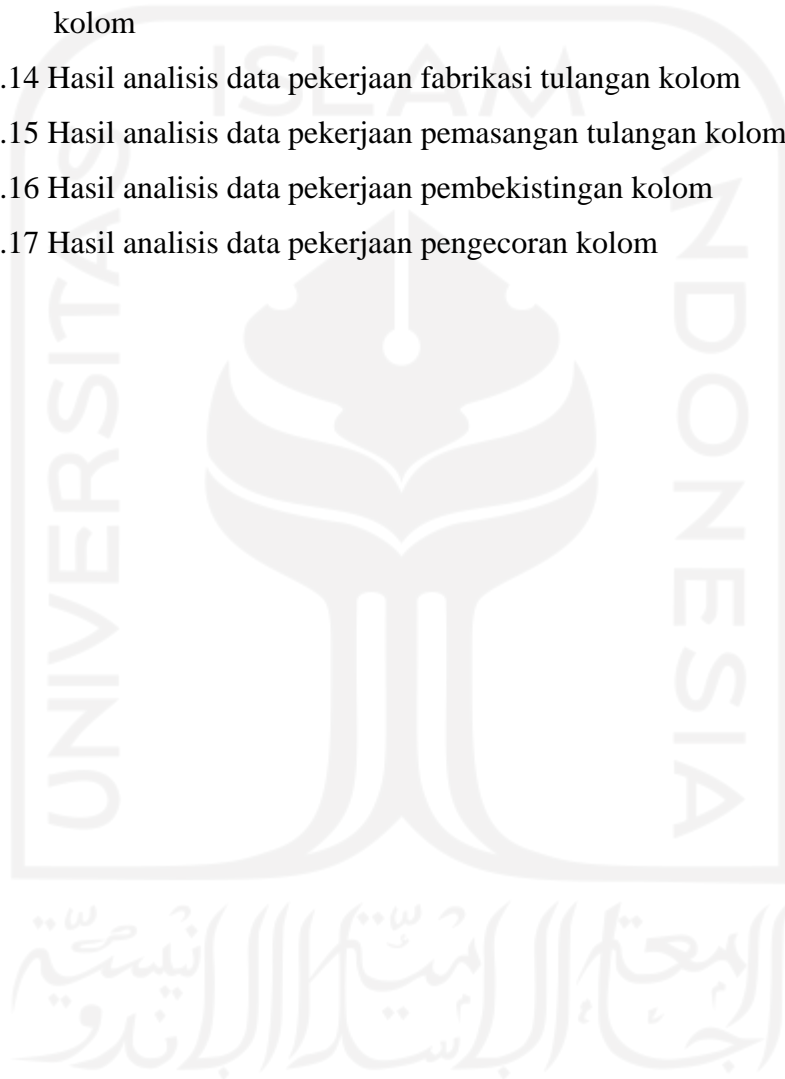 kolom
.14 Hasil analisis data pekerjaan fabrikasi tulangan kolom
.15 Hasil analisis data pekerjaan pemasangan tulangan kolom
.16 Hasil analisis data pekerjaan pembekistingan kolom
.17 Hasil analisis data pekerjaan pengecoran kolom
ISLAM
UNIVERSITAS
INDONESIA